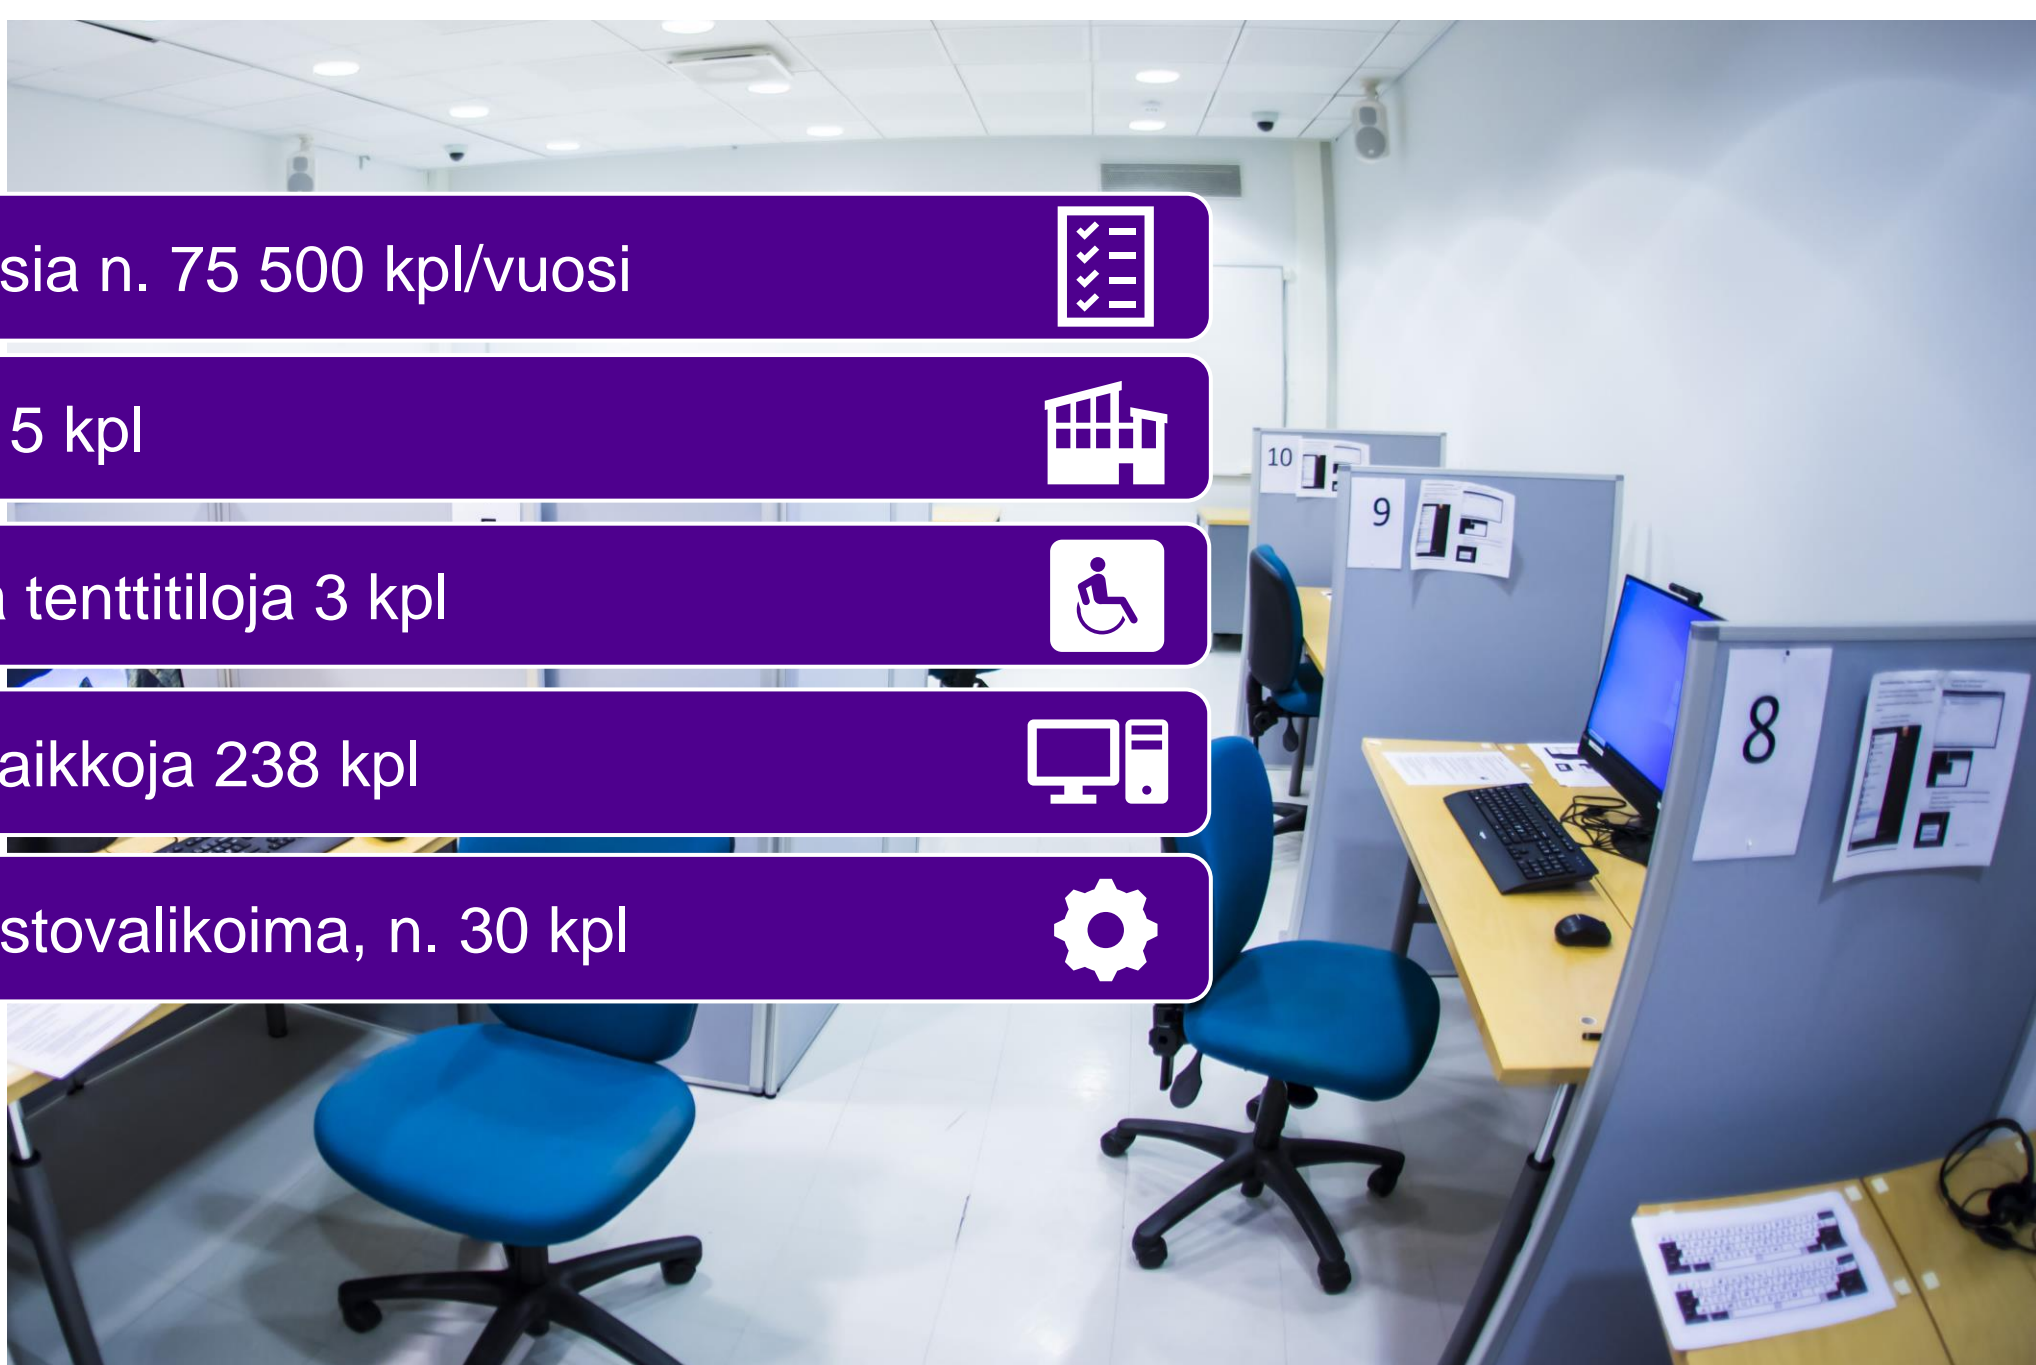 sia n. 75 500 kpl/vuosi
5 kpl
tenttitiloja 3 kpl
aikkoja 238 kpl
stovalikoima, n. 30 kpl
10
9
8